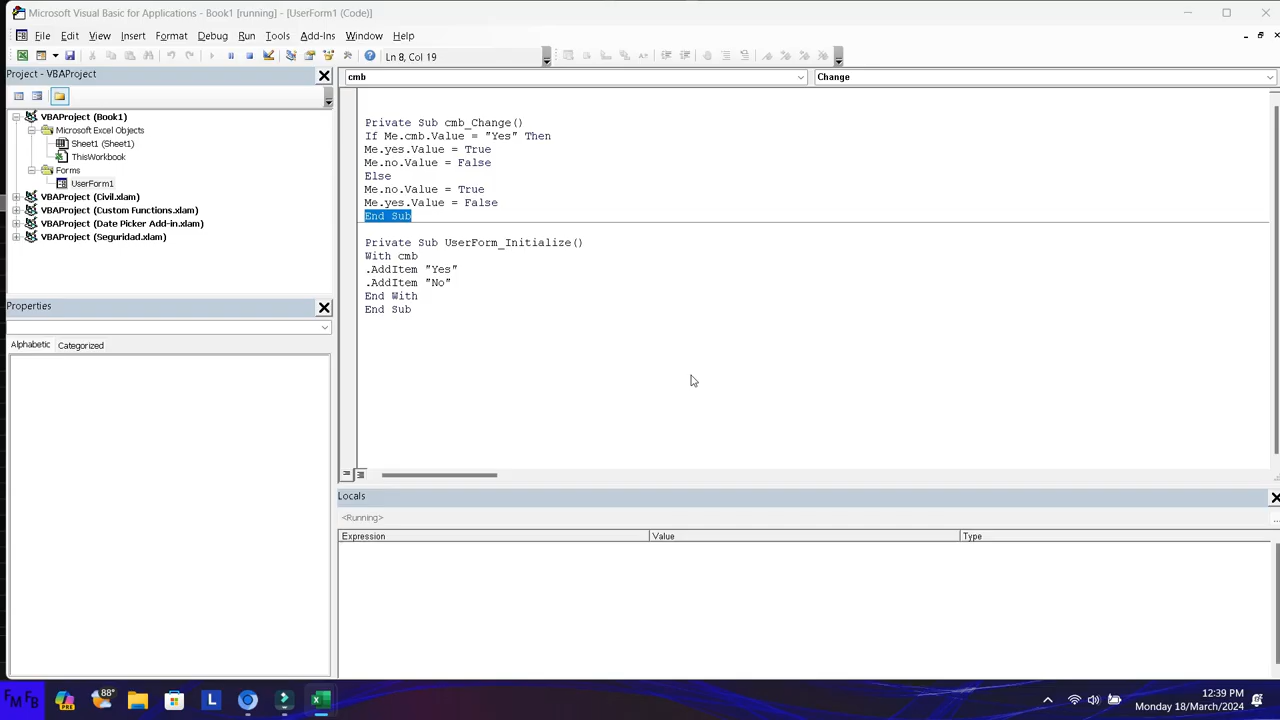 Microsoft Visual Basic for Applications - Book1 [running] - [UserForm1 (Code)]
File Edit View Insert Format Debug Run Tools Add-Ins Window Help
Ln 8, Col 19
Project - VBAProject
cmb
Change
VBAProject (Book1)
Microsoft Excel Objects
Sheet1 (Sheet1)
ThisWorkbook
Forms
UserForm1
VBAProject (Civil.xlam)
VBAProject (Custom Functions.xlam)
VBAProject (Date Picker Add-in.xlam)
VBAProject (Seguridad.xlam)
Properties
Alphabetic Categorized
Private Sub cmb_Change()
If Me.cmb.Value = "Yes" Then
Me.yes.Value = True
Me.no.Value = False
Else
Me.no.Value = True
Me.yes.Value = False
End Sub
Private Sub UserForm_Initialize()
With cmb
.AddItem "Yes"
.AddItem "No"
End With
End Sub
Locals
<Running>
Expression Value Type
FM FB
PRO
88°
L
12:39 PM
Monday 18/March/2024